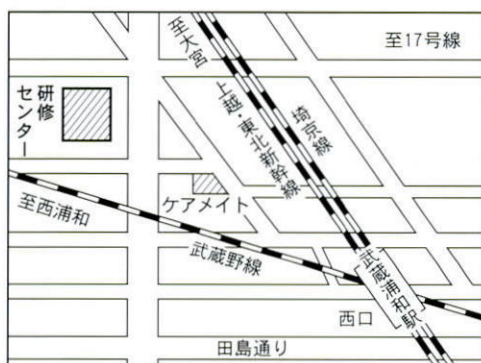 至大宮
至17号線
研修
センター
上越・東北新幹線
埼京線
ケアメイト
至西浦和
武蔵野線
武蔵浦和駅
西口
田島通り